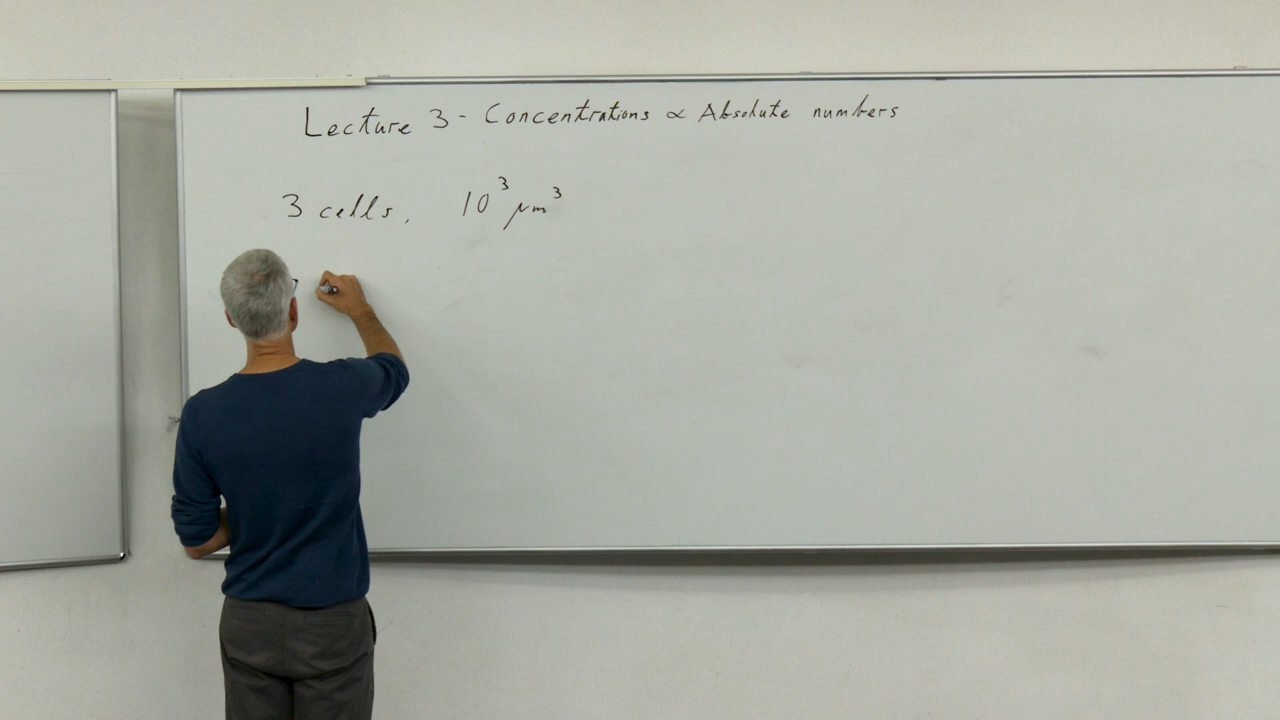 Lecture 3 - Concentrations ∝ Absolute numbers
3 cells, 10³ μm³